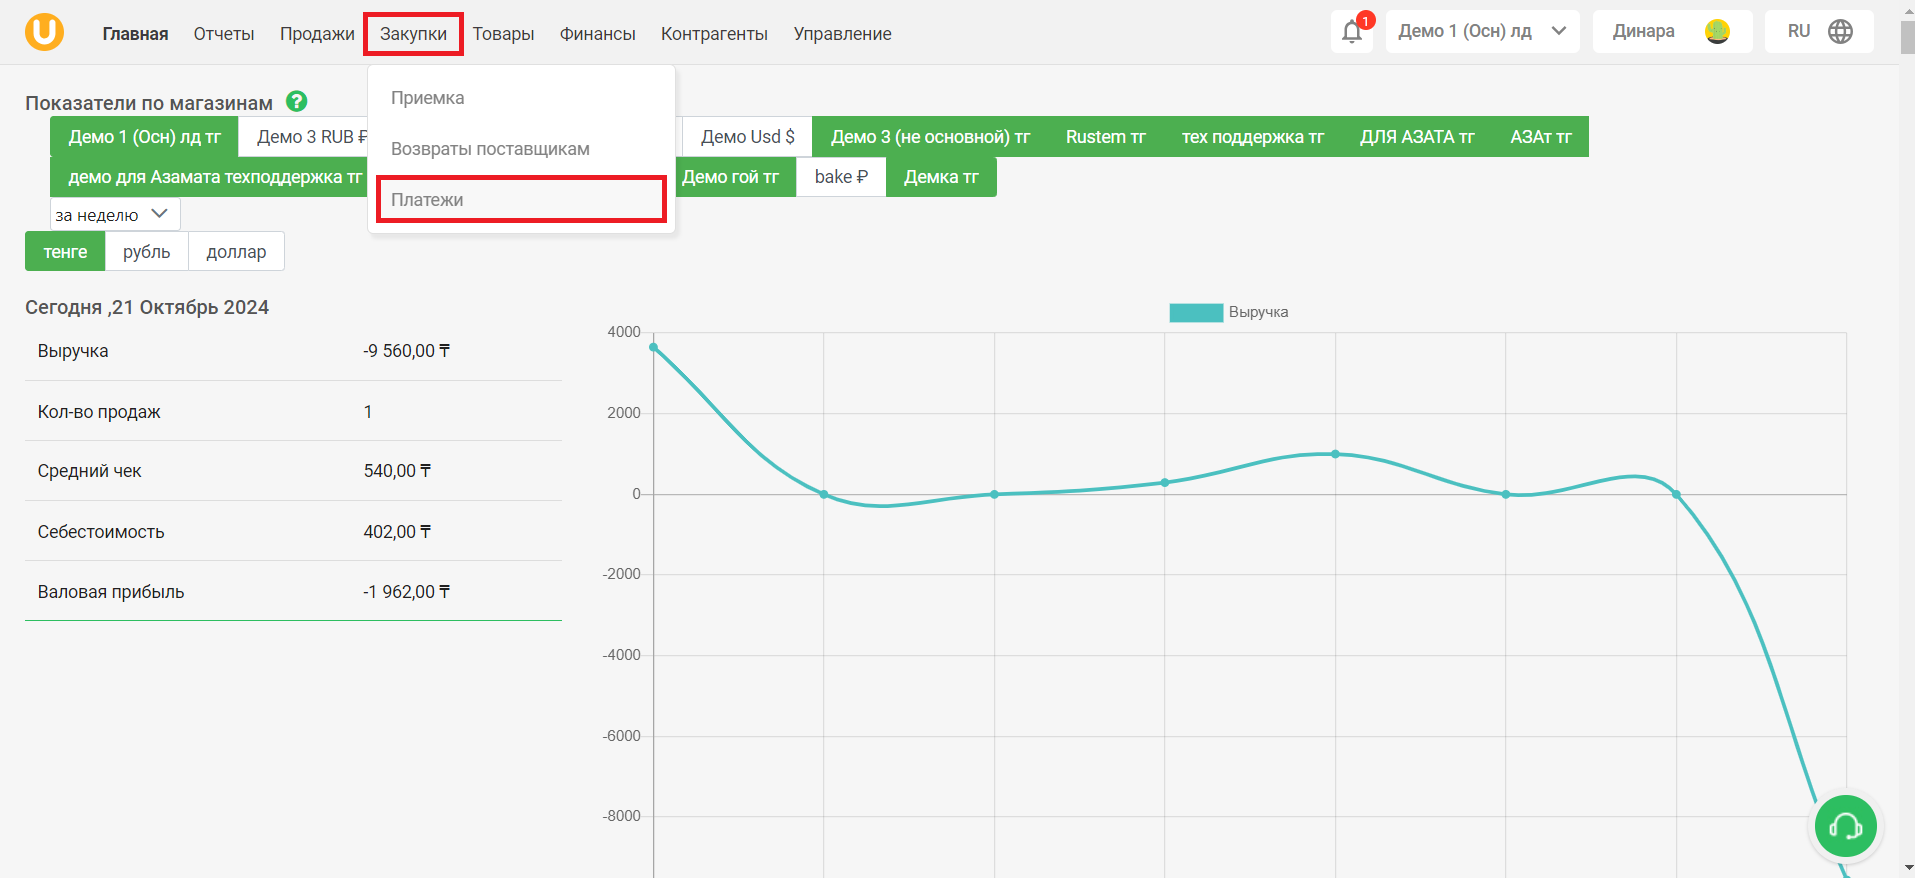 U Главная Отчеты Продажи Закупки Товары Финансы Контрагенты Управление 1 Демо 1 (Осн) лд Динара RU
Приемка
Возвраты поставщикам
Платежи
Показатели по магазинам ?
Демо 1 (Осн) лд тг Демо 3 RUB ₽ Демо Usd $ Демо 3 (не основной) тг Rustem тг тех поддержка тг ДЛЯ АЗАТА тг АЗАт тг
демо для Азамата техподдержка тг Демо гой тг bake ₽ Демка тг
за неделю
тенге рубль доллар
Сегодня ,21 Октябрь 2024
Выручка -9 560,00 ₸
Кол-во продаж 1
Средний чек 540,00 ₸
Себестоимость 402,00 ₸
Валовая прибыль -1 962,00 ₸
Выручка
4000
2000
0
-2000
-4000
-6000
-8000